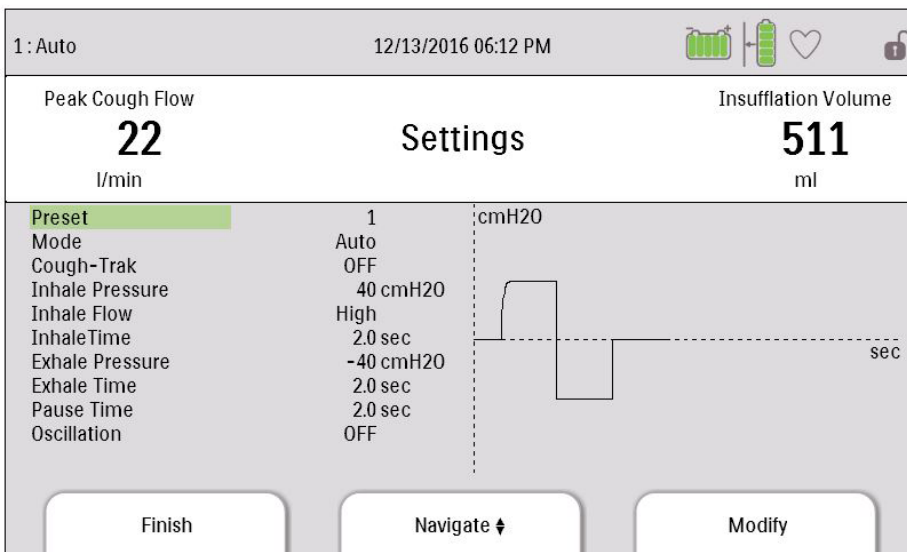 1 : Auto 12/13/2016 06:12 PM
Peak Cough Flow
22
l/min
Settings
Insufflation Volume
511
ml
Preset 1
Mode Auto
Cough-Trak OFF
Inhale Pressure 40 cmH2O
Inhale Flow High
InhaleTime 2.0 sec
Exhale Pressure -40 cmH2O
Exhale Time 2.0 sec
Pause Time 2.0 sec
Oscillation OFF
cmH2O
sec
Finish Navigate Modify